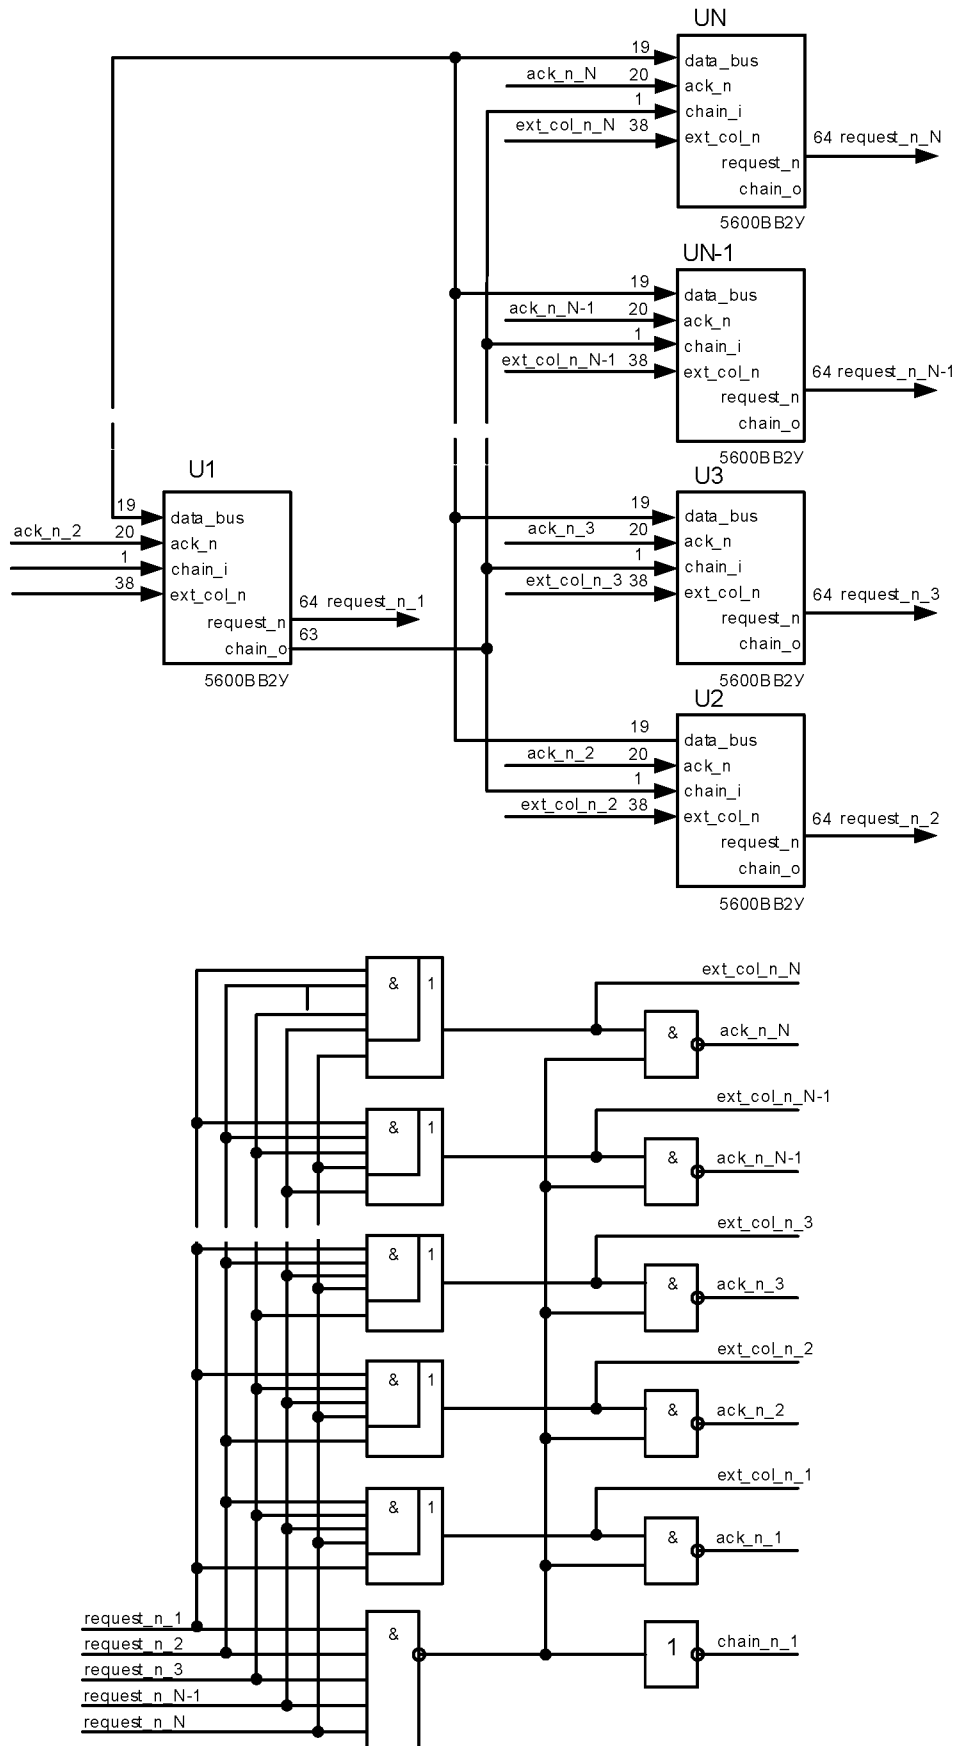 UN
19 data_bus
ack_n_N 20 ack_n
1 chain_i
ext_col_n_N 38 ext_col_n
64 request_n_N
request_n
chain_o
5600ВВ2У
UN-1
19 data_bus
ack_n_N-1 20 ack_n
1 chain_i
ext_col_n_N-1 38 ext_col_n
64 request_n_N-1
request_n
chain_o
5600ВВ2У
U1
19 data_bus
ack_n_2 20 ack_n
1 chain_i
38 ext_col_n
64 request_n_1
request_n
63
chain_o
5600ВВ2У
U3
19 data_bus
ack_n_3 20 ack_n
1 chain_i
ext_col_n_3 38 ext_col_n
64 request_n_3
request_n
chain_o
5600ВВ2У
U2
19 data_bus
ack_n_2 20 ack_n
1 chain_i
ext_col_n_2 38 ext_col_n
64 request_n_2
request_n
chain_o
5600ВВ2У
& 1 ext_col_n_N
& ack_n_N
& 1 ext_col_n_N-1
& ack_n_N-1
& 1 ext_col_n_3
& ack_n_3
& 1 ext_col_n_2
& ack_n_2
& 1 ext_col_n_1
& ack_n_1
request_n_1
& 1 chain_n_1
request_n_2
request_n_3
request_n_N-1
request_n_N